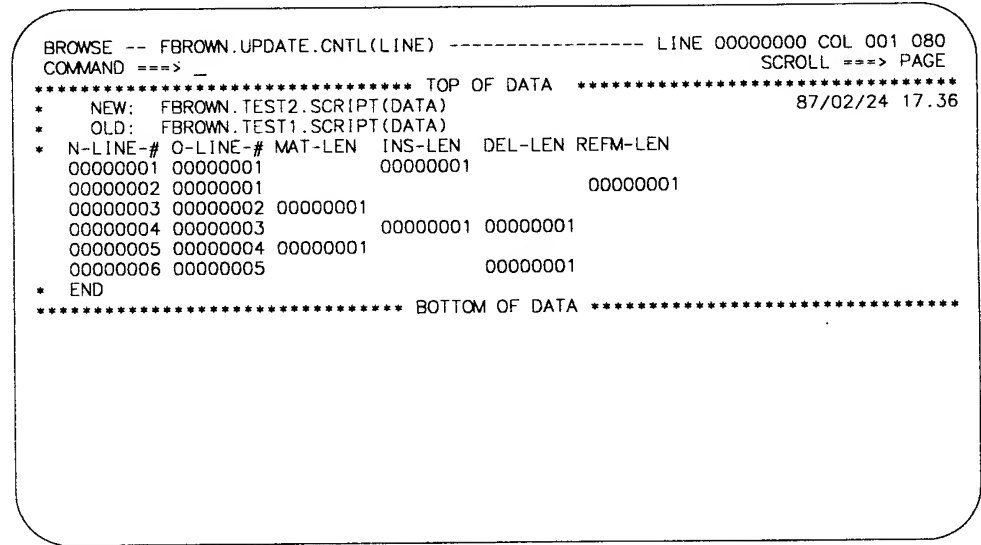 BROWSE -- FBROWN.UPDATE.CNTL(LINE) ----------------- LINE 00000000 COL 001 080
COMMAND ===> _                                                SCROLL ===> PAGE
******************************** TOP OF DATA *********************************
*    NEW: FBROWN.TEST2.SCRIPT(DATA)                             87/02/24 17.36
*    OLD: FBROWN.TEST1.SCRIPT(DATA)
*  N-LINE-# O-LINE-# MAT-LEN  INS-LEN  DEL-LEN REFM-LEN
   00000001 00000001          00000001
   00000002 00000001                            00000001
   00000003 00000002 00000001
   00000004 00000003          00000001 00000001
   00000005 00000004 00000001
   00000006 00000005                   00000001
*  END
******************************** BOTTOM OF DATA ********************************